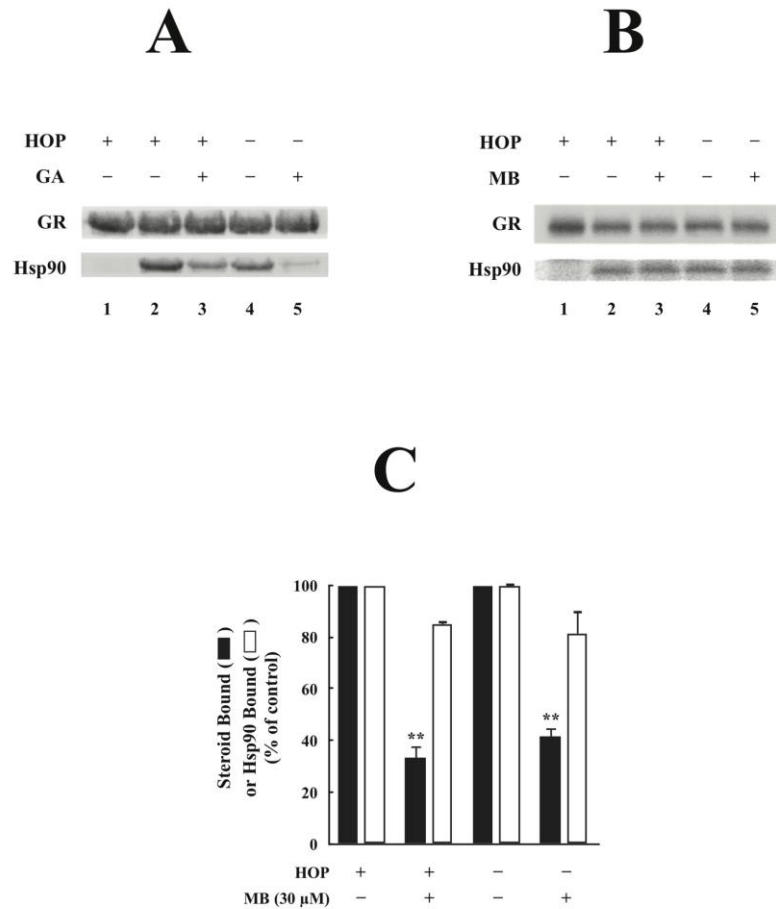 A
HOP + + + – –
GA – – + – +
GR
Hsp90
1 2 3 4 5
B
HOP + + + – –
MB – – + – +
GR
Hsp90
1 2 3 4 5
C
Steroid Bound ( )
or Hsp90 Bound ( )
(% of control)
100
80
60
40
20
0
**
**
HOP + + – –
MB (30 µM) – + – +